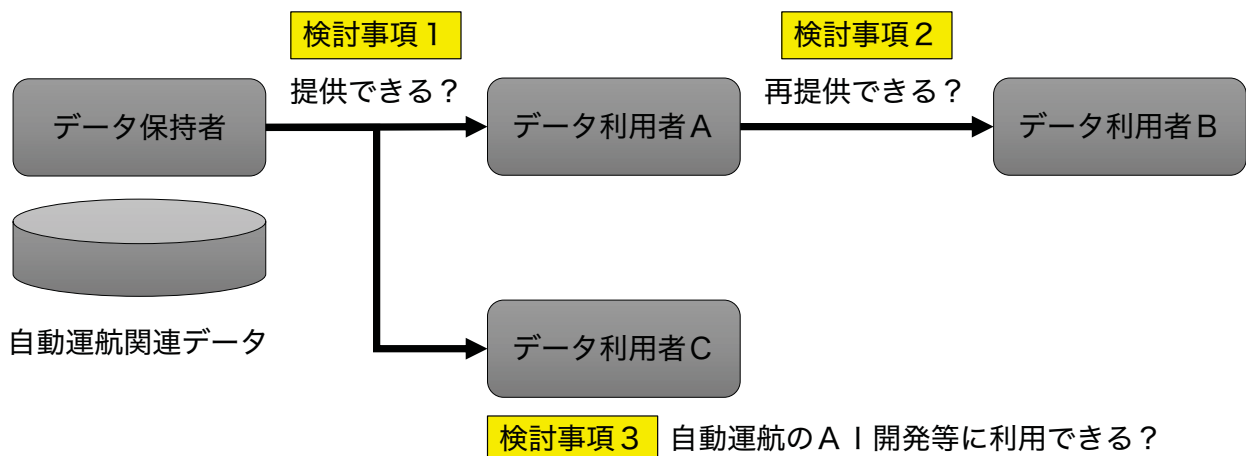 検討事項１
検討事項２
提供できる？
再提供できる？
データ保持者
データ利用者Ａ
データ利用者Ｂ
自動運航関連データ
データ利用者Ｃ
検討事項３ 自動運航のＡＩ開発等に利用できる？